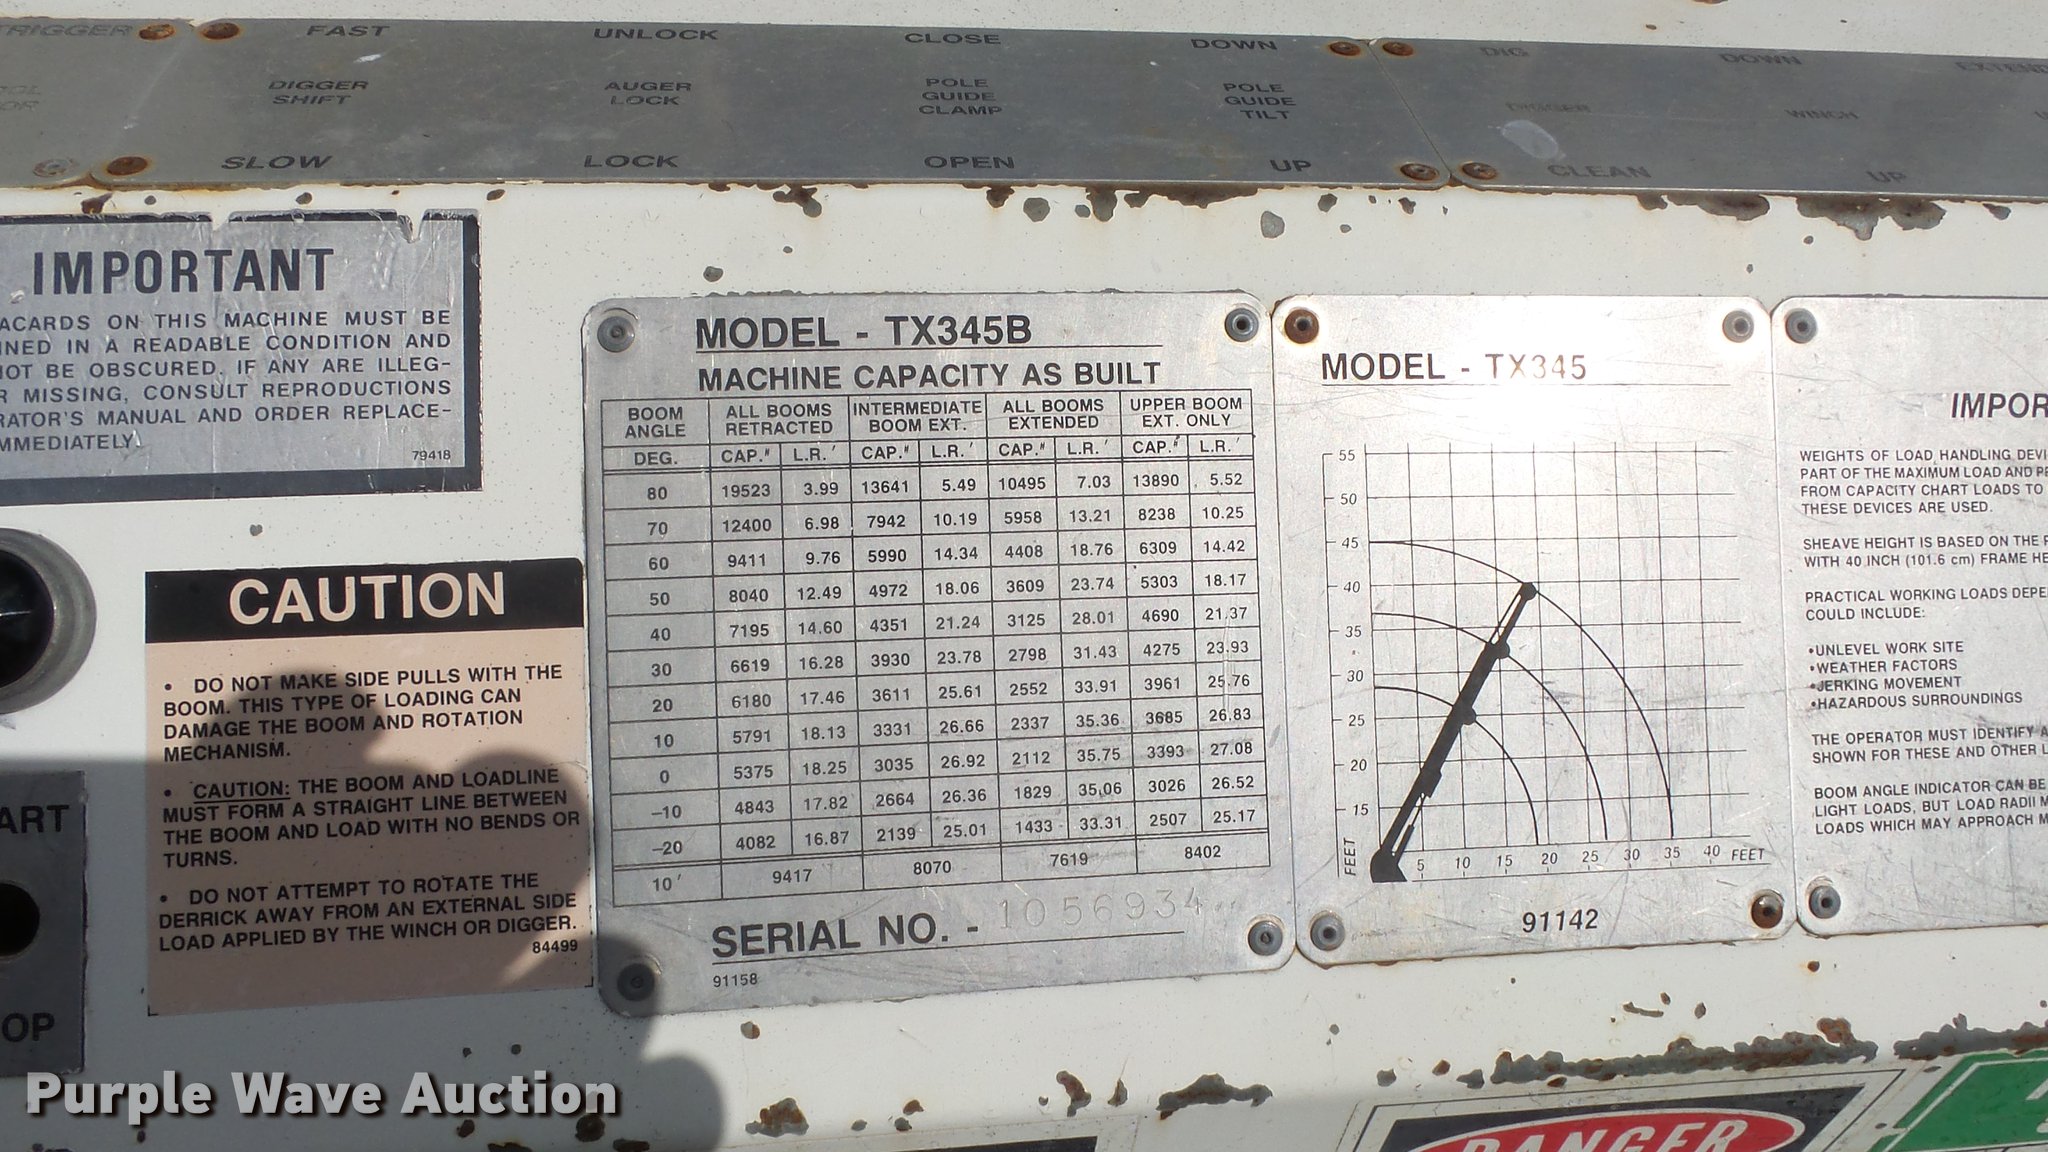 TRIGGER FAST UNLOCK CLOSE DOWN DIG DOWN EXTEND
DIGGER SHIFT
AUGER LOCK
POLE GUIDE CLAMP
POLE GUIDE TILT
DIGGER WINCH
SLOW LOCK OPEN UP CLEAN UP
IMPORTANT
ACARDS ON THIS MACHINE MUST BE
INED IN A READABLE CONDITION AND
NOT BE OBSCURED. IF ANY ARE ILLEG-
R MISSING, CONSULT REPRODUCTIONS
RATOR'S MANUAL AND ORDER REPLACE-
MMEDIATELY.
79418
CAUTION
• DO NOT MAKE SIDE PULLS WITH THE
BOOM. THIS TYPE OF LOADING CAN
DAMAGE THE BOOM AND ROTATION
MECHANISM.
• CAUTION: THE BOOM AND LOADLINE
MUST FORM A STRAIGHT LINE BETWEEN
THE BOOM AND LOAD WITH NO BENDS OR
TURNS.
• DO NOT ATTEMPT TO ROTATE THE
DERRICK AWAY FROM AN EXTERNAL SIDE
LOAD APPLIED BY THE WINCH OR DIGGER.
84499
ART
OP
MODEL - TX345B
MACHINE CAPACITY AS BUILT
BOOM ANGLE ALL BOOMS RETRACTED INTERMEDIATE BOOM EXT. ALL BOOMS EXTENDED UPPER BOOM EXT. ONLY
DEG. CAP.# L.R.' CAP.# L.R.' CAP.# L.R.' CAP.# L.R.'
80 19523 3.99 13641 5.49 10495 7.03 13890 5.52
70 12400 6.98 7942 10.19 5958 13.21 8238 10.25
60 9411 9.76 5990 14.34 4408 18.76 6309 14.42
50 8040 12.49 4972 18.06 3609 23.74 5303 18.17
40 7195 14.60 4351 21.24 3125 28.01 4690 21.37
30 6619 16.28 3930 23.78 2798 31.43 4275 23.93
20 6180 17.46 3611 25.61 2552 33.91 3961 25.76
10 5791 18.13 3331 26.66 2337 35.36 3685 26.83
0 5375 18.25 3035 26.92 2112 35.75 3393 27.08
–10 4843 17.82 2664 26.36 1829 35.06 3026 26.52
–20 4082 16.87 2139 25.01 1433 33.31 2507 25.17
10' 9417 8070 7619 8402
SERIAL NO. - 1056934
91158
MODEL - TX345
55
50
45
40
35
30
25
20
15
FEET
5 10 15 20 25 30 35 40 FEET
91142
IMPOR
WEIGHTS OF LOAD HANDLING DEVI
PART OF THE MAXIMUM LOAD AND
FROM CAPACITY CHART LOADS TO
THESE DEVICES ARE USED.
SHEAVE HEIGHT IS BASED ON THE
WITH 40 INCH (101.6 cm) FRAME HE
PRACTICAL WORKING LOADS DEPE
COULD INCLUDE:
•UNLEVEL WORK SITE
•WEATHER FACTORS
•JERKING MOVEMENT
•HAZARDOUS SURROUNDINGS
THE OPERATOR MUST IDENTIFY A
SHOWN FOR THESE AND OTHER L
BOOM ANGLE INDICATOR CAN BE
LIGHT LOADS, BUT LOAD RADII M
LOADS WHICH MAY APPROACH M
DANGER
Purple Wave Auction